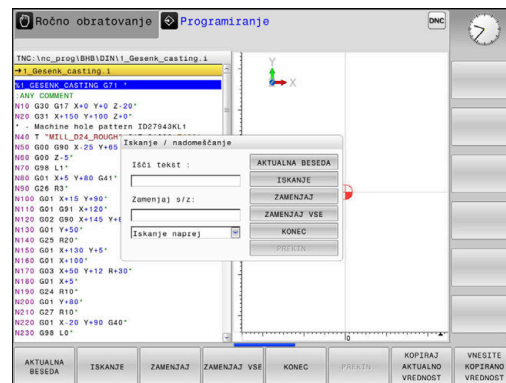 Ročno obratovanje
Programiranje
DNC
TNC:\nc_prog\BHB\DIN\1_Gesenk_casting.i
→1_Gesenk_casting.i
%1_GESENK_CASTING G71 *
;ANY COMMENT
N10 G30 G17 X+0 Y+0 Z-20*
N20 G31 X+150 Y+100 Z+0*
* - Machine hole pattern ID27943KL1
N40 T "MILL_D24_ROUGH"
N50 G00 G90 X-25 Y+65
N60 G00 Z-5*
N70 G98 L1*
N80 G01 X+5 Y+80 G41*
N90 G26 R3*
N100 G01 X+15 Y+90*
N110 G01 G91 X+120*
N120 G02 G90 X+145 Y+
N130 G01 Y+50*
N140 G25 R20*
N150 G01 X+130 Y+5*
N160 G01 X+100*
N170 G03 X+50 Y+12 R+30*
N180 G01 X+5*
N190 G24 R10*
N200 G01 Y+80*
N210 G27 R10*
N220 G01 X-20 Y+90 G40*
N230 G98 L0*
Y
X
0
Iskanje / nadomeščanje
Išči tekst :
Zamenjaj s/z:
Iskanje naprej
AKTUALNA BESEDA
ISKANJE
ZAMENJAJ
ZAMENJAJ VSE
KONEC
PREKIN.
AKTUALNA BESEDA
ISKANJE
ZAMENJAJ
ZAMENJAJ VSE
KONEC
PREKIN.
KOPIRAJ AKTUALNO VREDNOST
VNESITE KOPIRANO VREDNOST